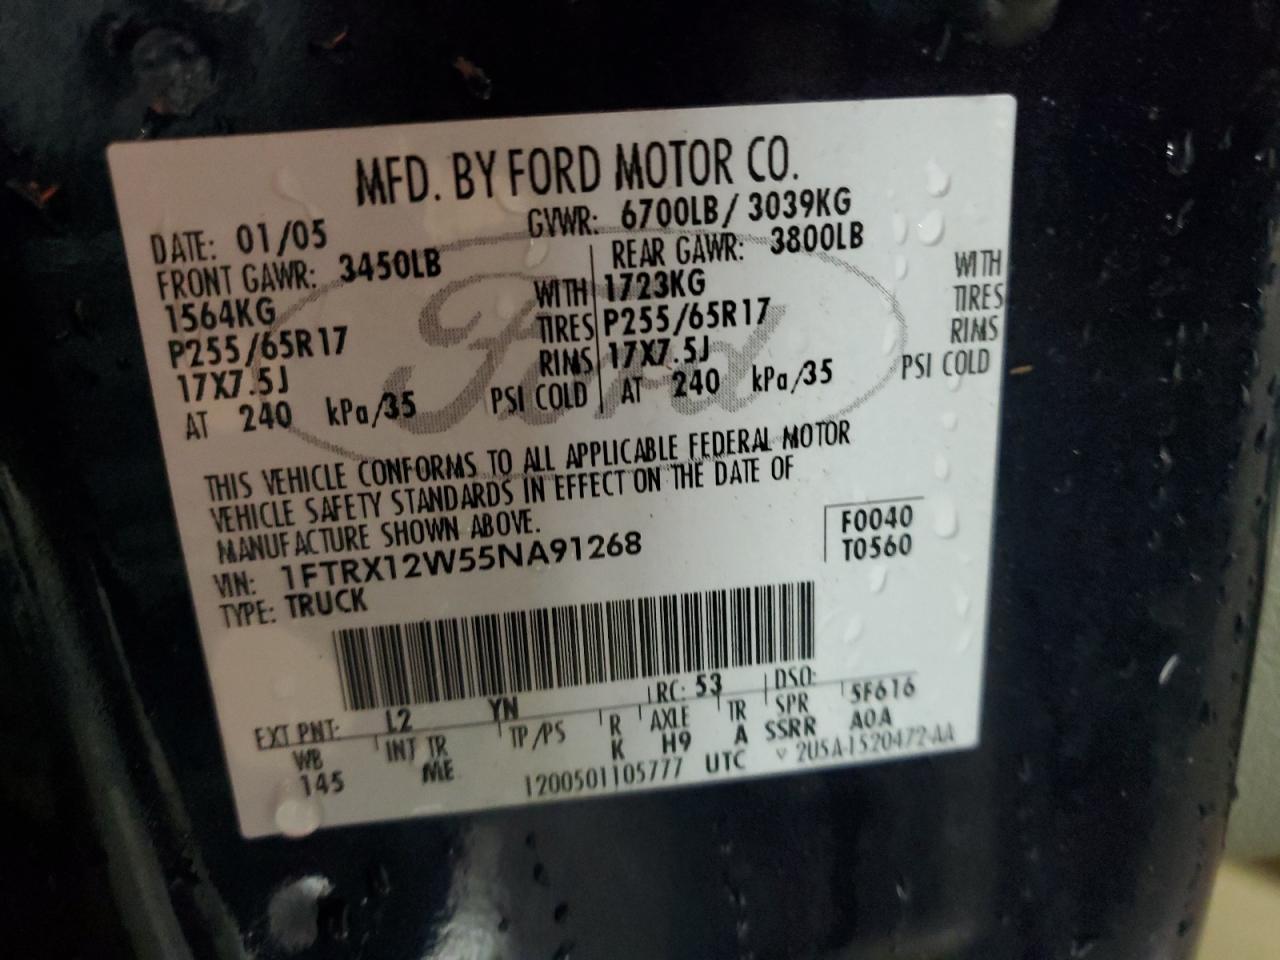 MFD. BY FORD MOTOR CO.
DATE: 01/05 GVWR: 6700LB/ 3039KG
FRONT GAWR: 3450LB REAR GAWR: 3800LB
1564KG WITH 1723KG WITH
P255/65R17 TIRES P255/65R17 TIRES
17X7.5J RIMS 17X7.5J RIMS
AT 240 kPa/35 PSI COLD AT 240 kPa/35 PSI COLD
Ford
THIS VEHICLE CONFORMS TO ALL APPLICABLE FEDERAL MOTOR
VEHICLE SAFETY STANDARDS IN EFFECT ON THE DATE OF
MANUFACTURE SHOWN ABOVE.
VIN: 1FTRX12W55NA91268 F0040
TYPE: TRUCK T0560
EXT PNT: L2 YN RC: 53 DSO:
WB INT TR TP/PS R AXLE TR SPR 5F616
145 ME K H9 A SSRR A0A
1200501105777 UTC ▽ 2U5A-1520472-AA